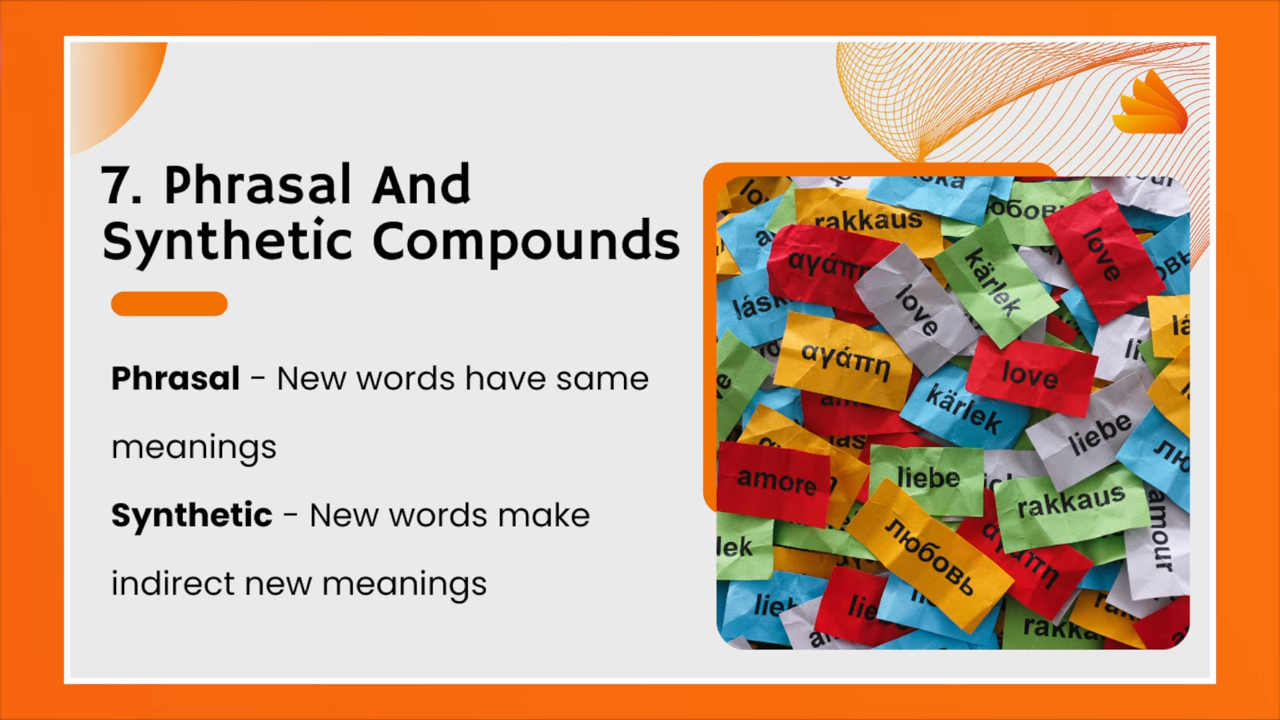 7. Phrasal And
Synthetic Compounds
Phrasal - New words have same
meanings
Synthetic - New words make
indirect new meanings
rakkaus
love
kärlek
love
αγάπη
love
kärlek
liebe
amore
liebe
rakkaus
любовь
amour
αγάπη